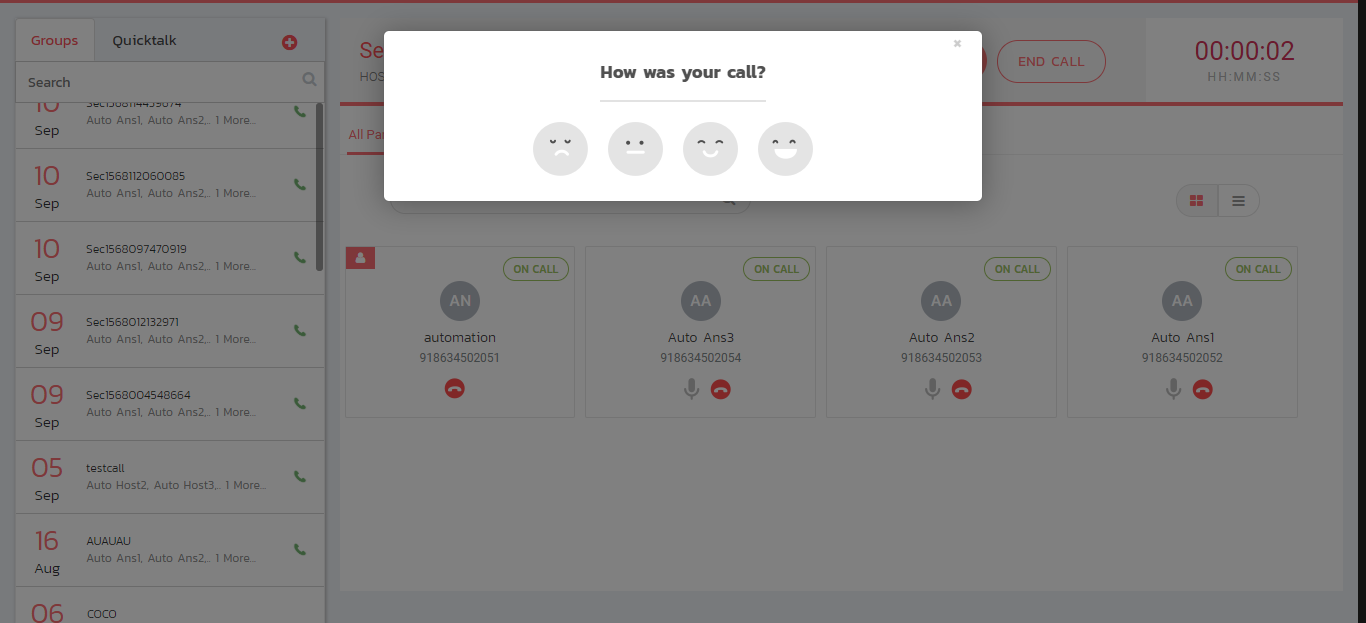 Groups
Quicktalk
Search
10
Sep
Sec1568114459874
Auto Ans1, Auto Ans2,.. 1 More...
10
Sep
Sec1568112060085
Auto Ans1, Auto Ans2,.. 1 More...
10
Sep
Sec1568097470919
Auto Ans1, Auto Ans2,.. 1 More...
09
Sep
Sec1568012132971
Auto Ans1, Auto Ans2,.. 1 More...
09
Sep
Sec1568004548664
Auto Ans1, Auto Ans2,.. 1 More...
05
Sep
testcall
Auto Host2, Auto Host3,.. 1 More...
16
Aug
AUAUAU
Auto Ans1, Auto Ans2,.. 1 More...
06
COCO
How was your call?
×
Se
HOS
END CALL
00:00:02
HH:MM:SS
All Pa
ON CALL
AN
automation
918634502051
ON CALL
AA
Auto Ans3
918634502054
ON CALL
AA
Auto Ans2
918634502053
ON CALL
AA
Auto Ans1
918634502052